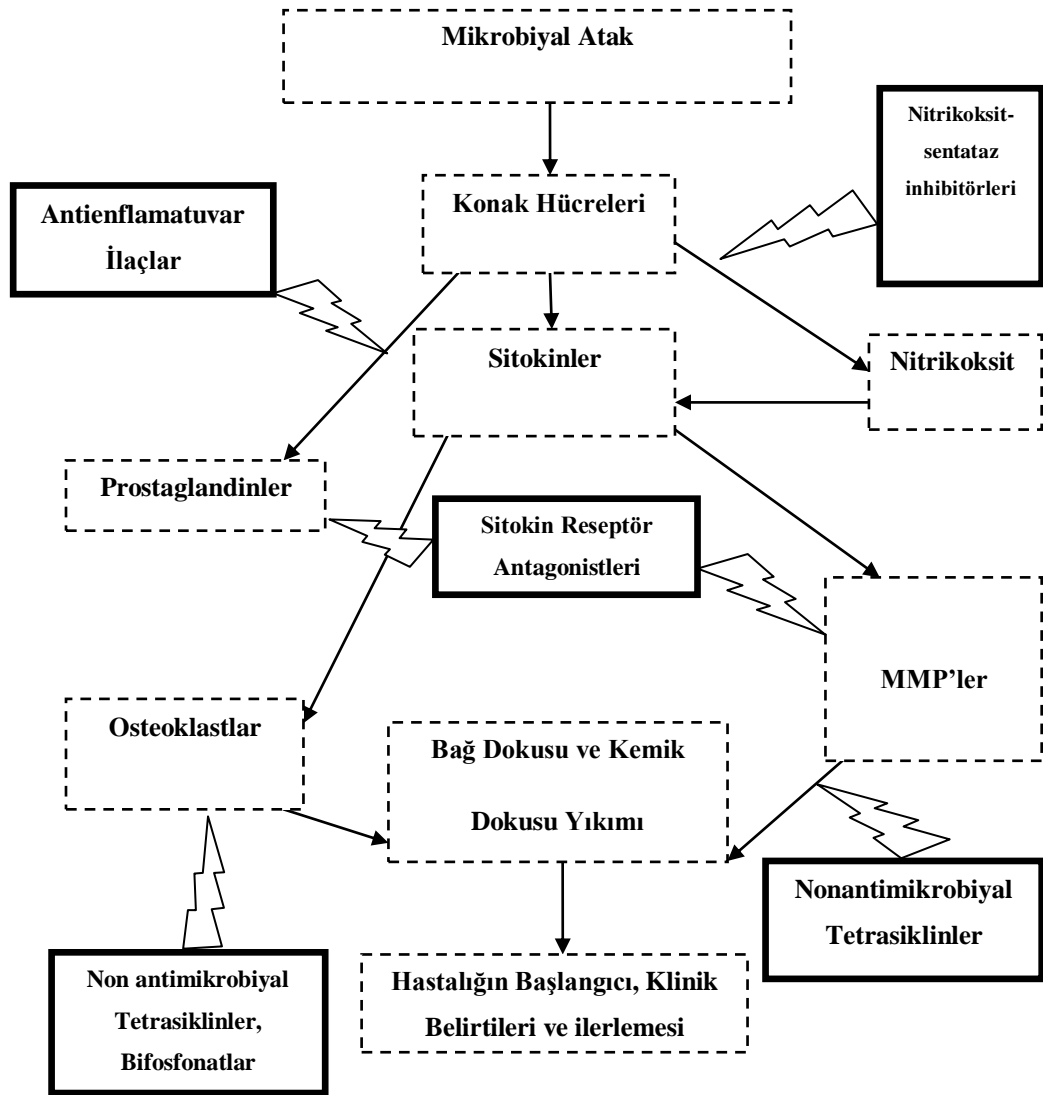 Mikrobiyal Atak
Nitrikoksit-
sentataz
inhibitörleri
Konak Hücreleri
Antienflamatuvar
İlaçlar
Sitokinler
Nitrikoksit
Prostaglandinler
Sitokin Reseptör
Antagonistleri
MMP’ler
Osteoklastlar
Bağ Dokusu ve Kemik
Dokusu Yıkımı
Nonantimikrobiyal
Tetrasiklinler
Non antimikrobiyal
Tetrasiklinler,
Bifosfonatlar
Hastalığın Başlangıcı, Klinik
Belirtileri ve ilerlemesi